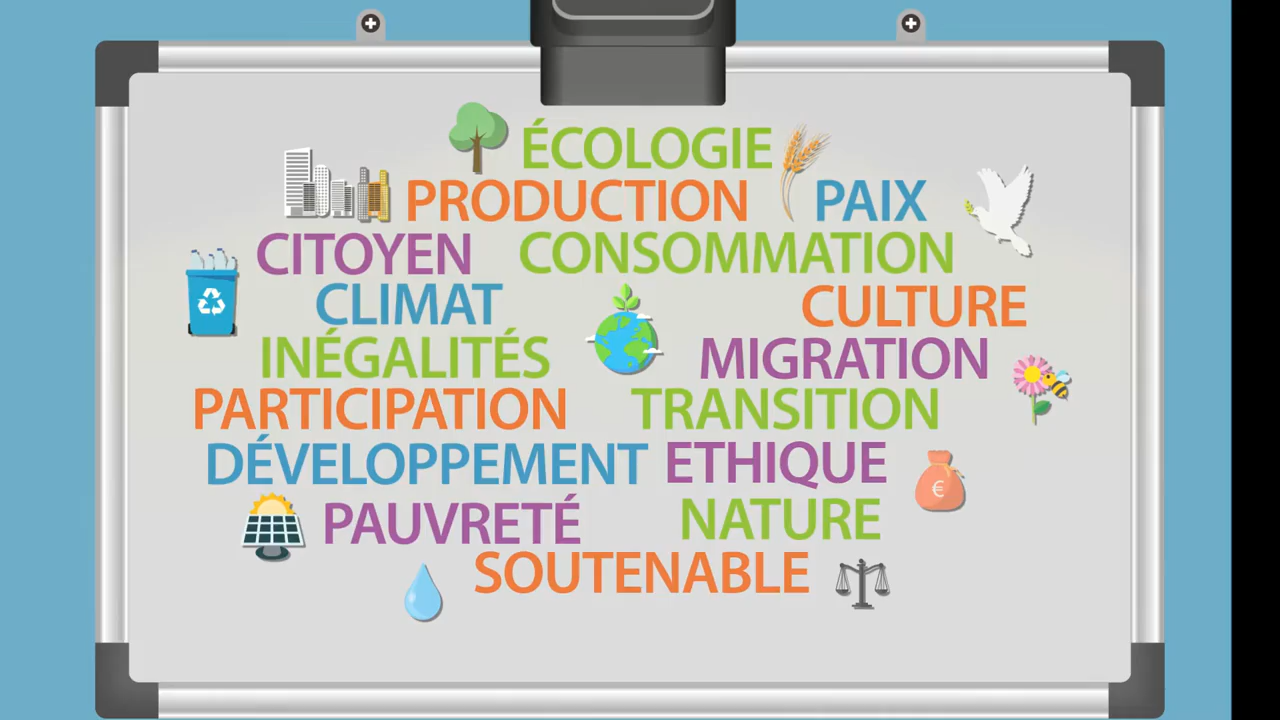 ÉCOLOGIE
PRODUCTION PAIX
CITOYEN CONSOMMATION
CLIMAT CULTURE
INÉGALITÉS MIGRATION
PARTICIPATION TRANSITION
DÉVELOPPEMENT ETHIQUE
PAUVRETÉ NATURE
SOUTENABLE
€